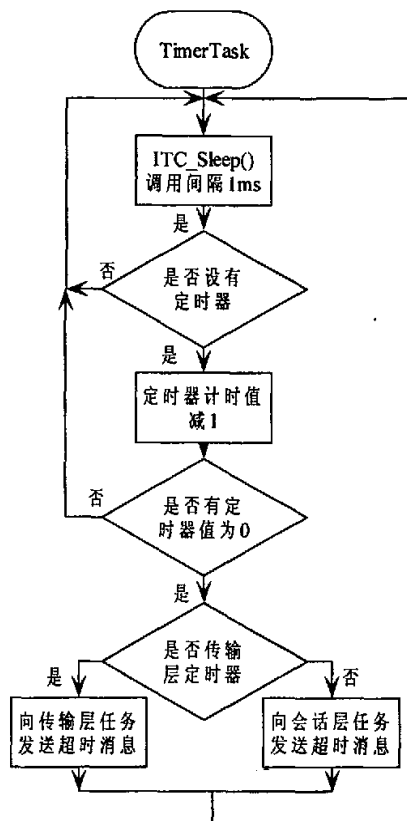 TimerTask
ITC_Sleep()
调用间隔1ms
是
否
是否设有
定时器
是
定时器计时值
减1
否
是否有定
时器值为0
是
是否传输
层定时器
是
否
向传输层任务
发送超时消息
向会话层任务
发送超时消息